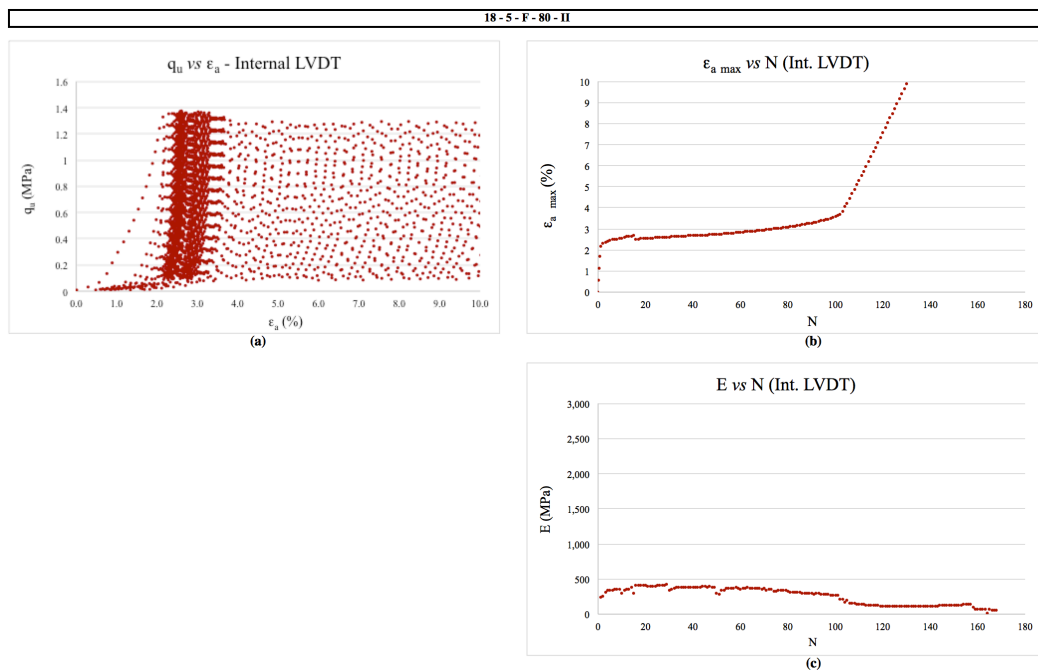 18 - 5 - F - 80 - II
qu vs εa - Internal LVDT
1.6
1.4
1.2
1
0.8
0.6
0.4
0.2
0
qu (MPa)
0.0 1.0 2.0 3.0 4.0 5.0 6.0 7.0 8.0 9.0 10.0
εa (%)
(a)
εa max vs N (Int. LVDT)
10
9
8
7
6
5
4
3
2
1
0
εa max (%)
0 20 40 60 80 100 120 140 160 180
N
(b)
E vs N (Int. LVDT)
3,000
2,500
2,000
1,500
1,000
500
0
E (MPa)
0 20 40 60 80 100 120 140 160 180
N
(c)